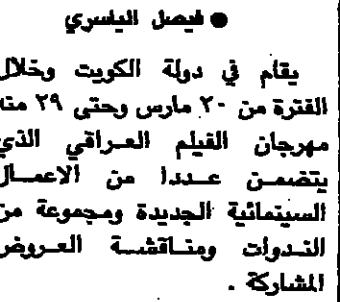 ● فيصل الياسري
يقام في دولة الكويت وخلال
الفترة من ٢٠ مارس وحتى ٢٩ منه
مهرجان الفيلم العراقي الذي
يتضمن عددا من الاعمال
السينمائية الجديدة ومجموعة من
الندوات ومناقشة العروض
المشاركة .